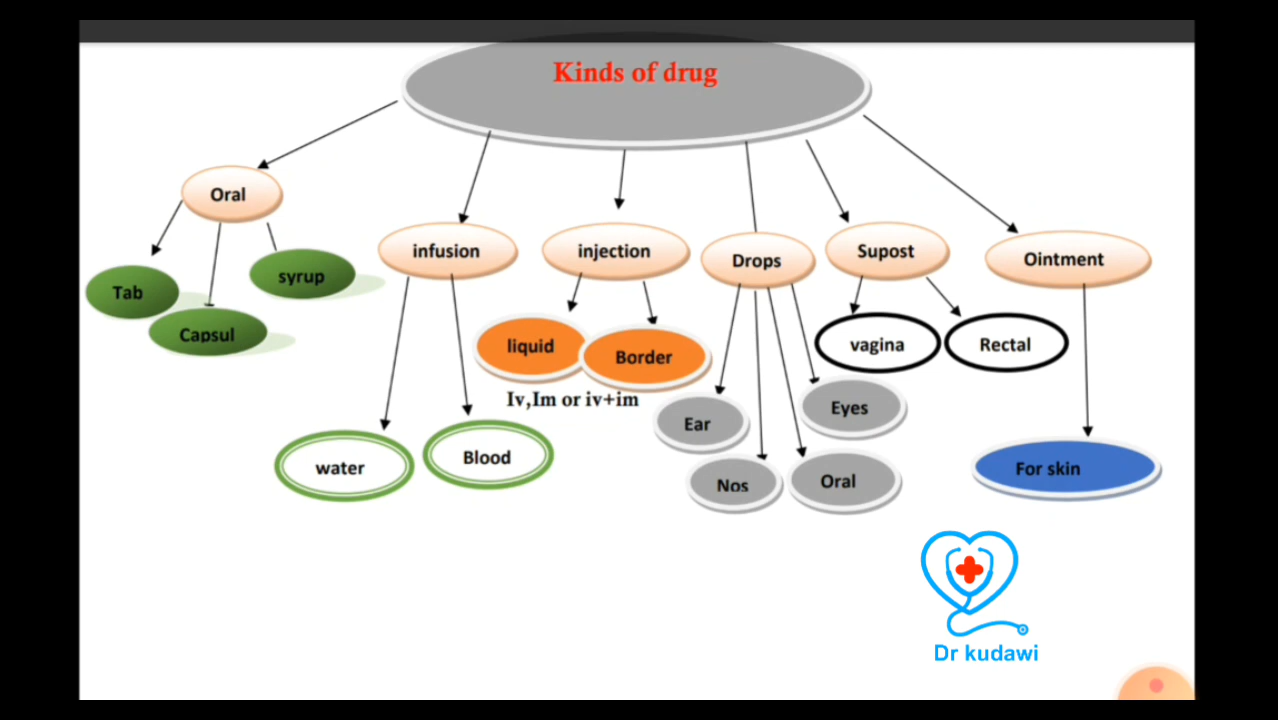 Kinds of drug
Oral
infusion
injection
Drops
Supost
Ointment
Tab
Capsul
syrup
water
Blood
liquid
Border
Iv,Im or iv+im
Ear
Nos
Oral
Eyes
vagina
Rectal
For skin
Dr kudawi